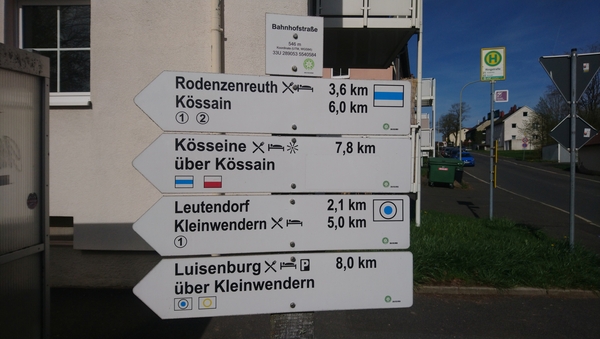 Bahnhofstraße
546 m
Rodenzenreuth 3,6 km
Kössain 6,0 km
1 2
Kösseine 7,8 km
über Kössain
Leutendorf 2,1 km
Kleinwendern 5,0 km
1
Luisenburg P 8,0 km
über Kleinwendern
H